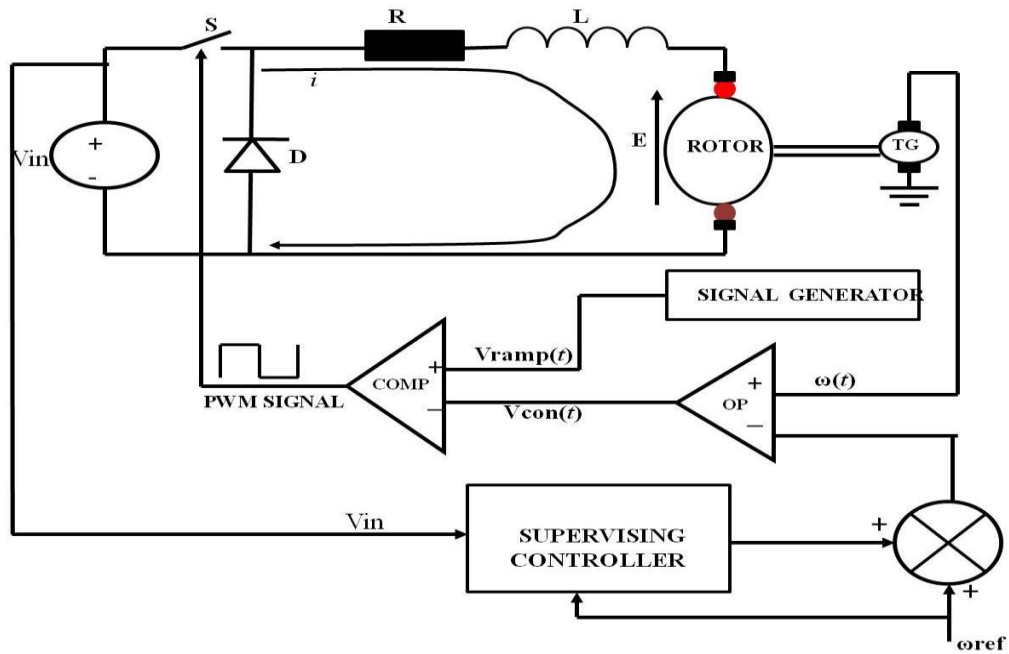 S
R
L
i
Vin
+
-
D
E
ROTOR
TG
SIGNAL GENERATOR
Vramp(t)
+
COMP
−
PWM SIGNAL
Vcon(t)
+
OP
−
ω(t)
Vin
SUPERVISING
CONTROLLER
+
+
ωref